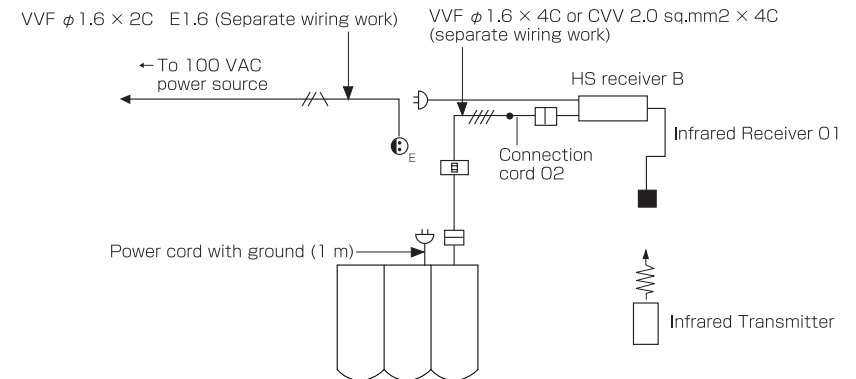 VVF φ1.6 × 2C E1.6 (Separate wiring work)
VVF φ1.6 × 4C or CVV 2.0 sq.mm2 × 4C
(separate wiring work)
←To 100 VAC
power source
HS receiver B
Infrared Receiver 01
E
Connection
cord 02
Power cord with ground (1 m)
Infrared Transmitter